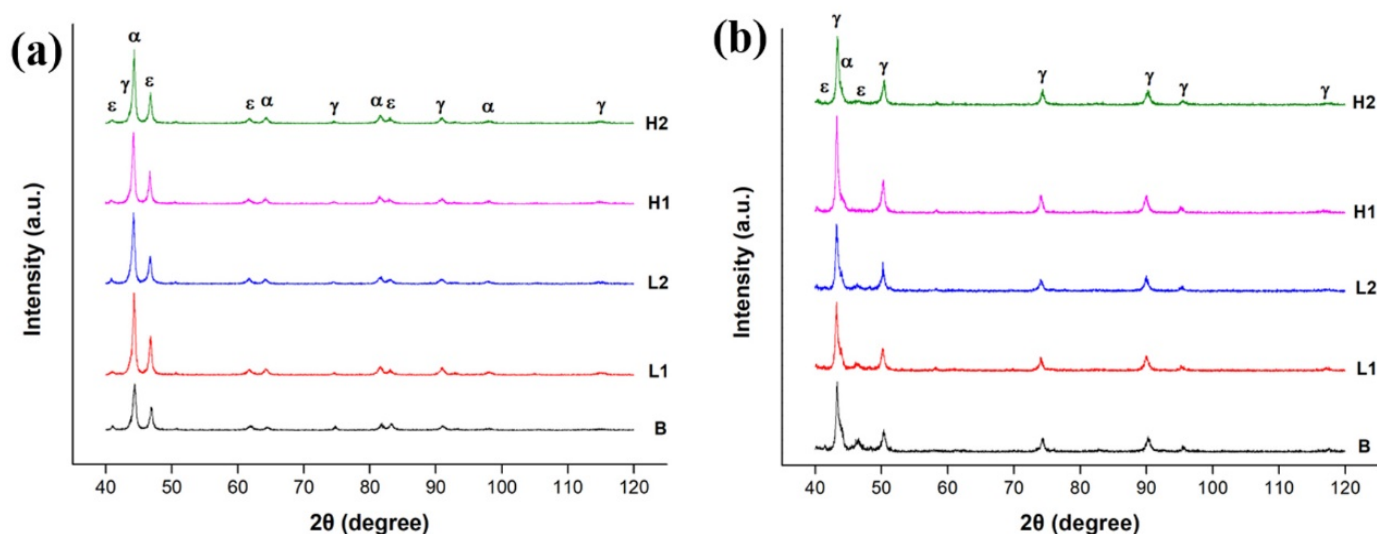 (a)
α
γ
ε
ε
ε
α
γ
α
ε
γ
α
γ
H2
H1
L2
L1
B
Intensity (a.u.)
40 50 60 70 80 90 100 110 120
2θ (degree)
(b)
γ
α
ε
ε
γ
γ
γ
γ
γ
H2
H1
L2
L1
B
Intensity (a.u.)
40 50 60 70 80 90 100 110 120
2θ (degree)